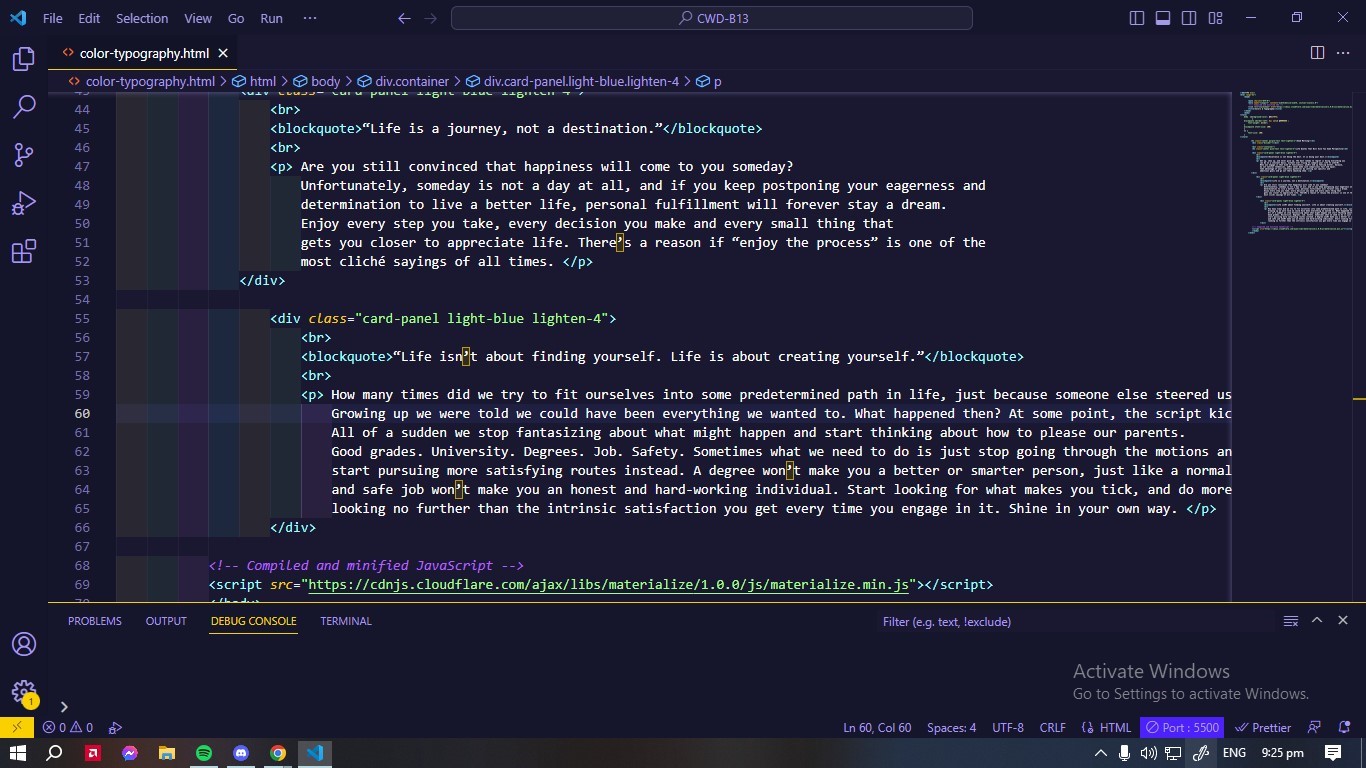 File Edit Selection View Go Run ··· CWD-B13
<> color-typography.html
<> color-typography.html > html > body > div.container > div.card-panel.light-blue.lighten-4 > p
43 <div class="card-panel light-blue lighten-4">
44 <br>
45 <blockquote>“Life is a journey, not a destination.”</blockquote>
46 <br>
47 <p> Are you still convinced that happiness will come to you someday?
48 Unfortunately, someday is not a day at all, and if you keep postponing your eagerness and
49 determination to live a better life, personal fulfillment will forever stay a dream.
50 Enjoy every step you take, every decision you make and every small thing that
51 gets you closer to appreciate life. There’s a reason if “enjoy the process” is one of the
52 most cliché sayings of all times. </p>
53 </div>
54
55 <div class="card-panel light-blue lighten-4">
56 <br>
57 <blockquote>“Life isn’t about finding yourself. Life is about creating yourself.”</blockquote>
58 <br>
59 <p> How many times did we try to fit ourselves into some predetermined path in life, just because someone else steered us
60 Growing up we were told we could have been everything we wanted to. What happened then? At some point, the script kic
61 All of a sudden we stop fantasizing about what might happen and start thinking about how to please our parents.
62 Good grades. University. Degrees. Job. Safety. Sometimes what we need to do is just stop going through the motions an
63 start pursuing more satisfying routes instead. A degree won’t make you a better or smarter person, just like a normal
64 and safe job won’t make you an honest and hard-working individual. Start looking for what makes you tick, and do more
65 looking no further than the intrinsic satisfaction you get every time you engage in it. Shine in your own way. </p>
66 </div>
67
68 <!-- Compiled and minified JavaScript -->
69 <script src="https://cdnjs.cloudflare.com/ajax/libs/materialize/1.0.0/js/materialize.min.js"></script>
70 </body>
PROBLEMS OUTPUT DEBUG CONSOLE TERMINAL Filter (e.g. text, !exclude)
Activate Windows
Go to Settings to activate Windows.
1
0 0 Ln 60, Col 60 Spaces: 4 UTF-8 CRLF HTML Port : 5500 Prettier
ENG 9:25 pm